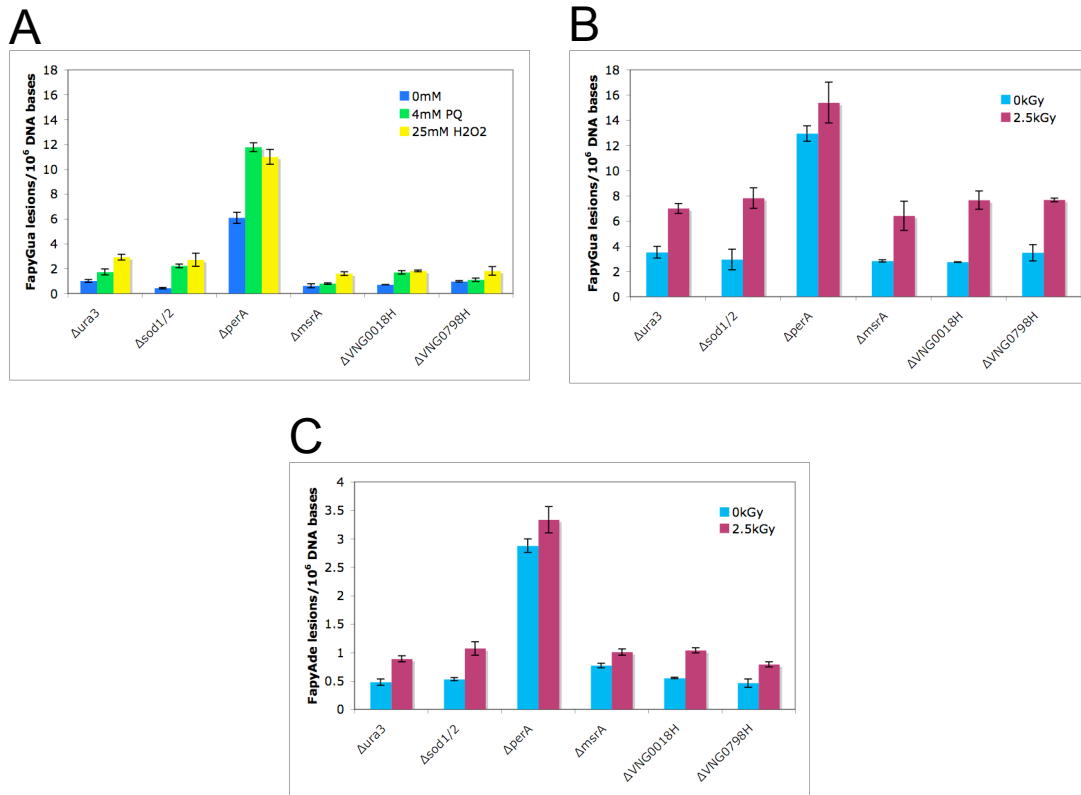 A
FapyGua lesions/10⁶ DNA bases
18
16
14
12
10
8
6
4
2
0
0mM
4mM PQ
25mM H2O2
Δura3
Δsod1/2
ΔperA
ΔmsrA
ΔVNG0018H
ΔVNG0798H
B
FapyGua lesions/10⁶ DNA bases
18
16
14
12
10
8
6
4
2
0
0kGy
2.5kGy
Δura3
Δsod1/2
ΔperA
ΔmsrA
ΔVNG0018H
ΔVNG0798H
C
FapyAde lesions/10⁶ DNA bases
4
3.5
3
2.5
2
1.5
1
0.5
0
0kGy
2.5kGy
Δura3
Δsod1/2
ΔperA
ΔmsrA
ΔVNG0018H
ΔVNG0798H